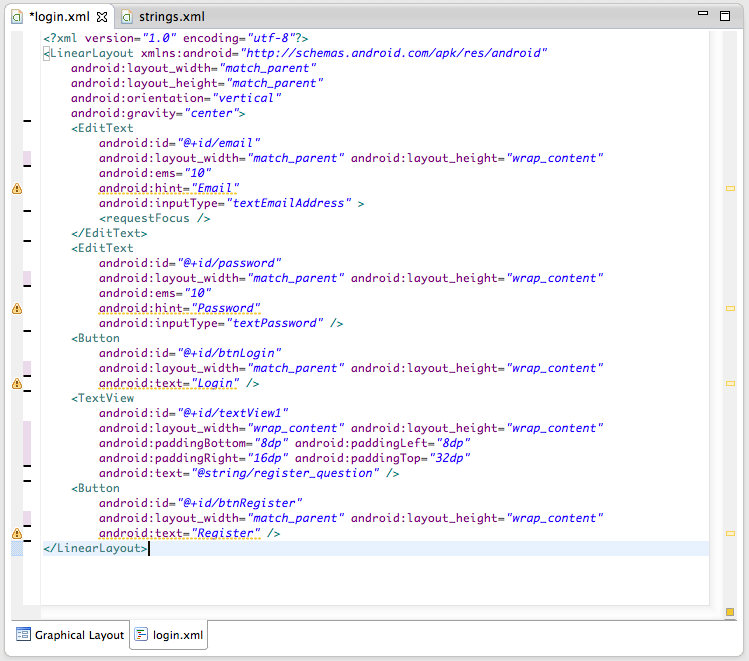 *login.xml strings.xml
<?xml version="1.0" encoding="utf-8"?>
<LinearLayout xmlns:android="http://schemas.android.com/apk/res/android"
    android:layout_width="match_parent"
    android:layout_height="match_parent"
    android:orientation="vertical"
    android:gravity="center">
    <EditText
        android:id="@+id/email"
        android:layout_width="match_parent" android:layout_height="wrap_content"
        android:ems="10"
        android:hint="Email"
        android:inputType="textEmailAddress" >
        <requestFocus />
    </EditText>
    <EditText
        android:id="@+id/password"
        android:layout_width="match_parent" android:layout_height="wrap_content"
        android:ems="10"
        android:hint="Password"
        android:inputType="textPassword" />
    <Button
        android:id="@+id/btnLogin"
        android:layout_width="match_parent" android:layout_height="wrap_content"
        android:text="Login" />
    <TextView
        android:id="@+id/textView1"
        android:layout_width="wrap_content" android:layout_height="wrap_content"
        android:paddingBottom="8dp" android:paddingLeft="8dp"
        android:paddingRight="16dp" android:paddingTop="32dp"
        android:text="@string/register_question" />
    <Button
        android:id="@+id/btnRegister"
        android:layout_width="match_parent" android:layout_height="wrap_content"
        android:text="Register" />
</LinearLayout>
Graphical Layout login.xml